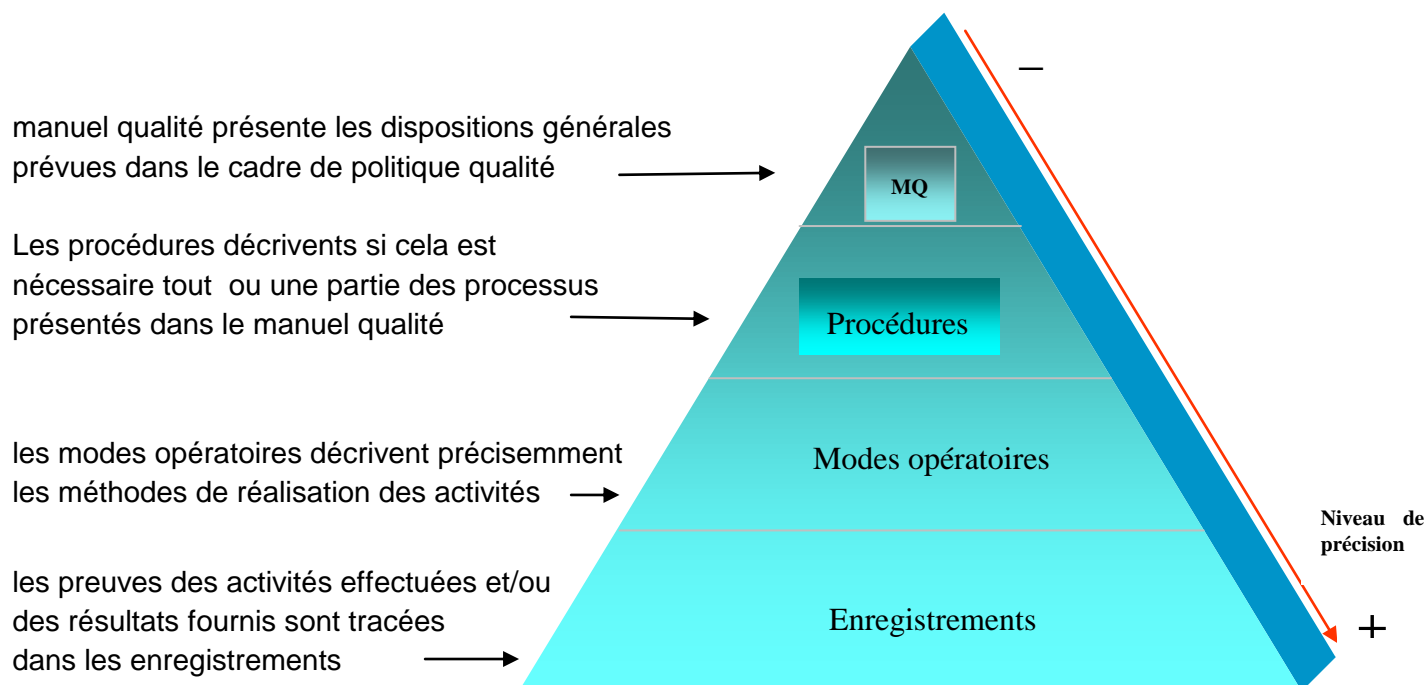 manuel qualité présente les dispositions générales
prévues dans le cadre de politique qualité
Les procédures décrivents si cela est
nécessaire tout ou une partie des processus
présentés dans le manuel qualité
les modes opératoires décrivent précisemment
les méthodes de réalisation des activités
les preuves des activités effectuées et/ou
des résultats fournis sont tracées
dans les enregistrements
–
MQ
Procédures
Modes opératoires
Enregistrements
Niveau de
précision
+